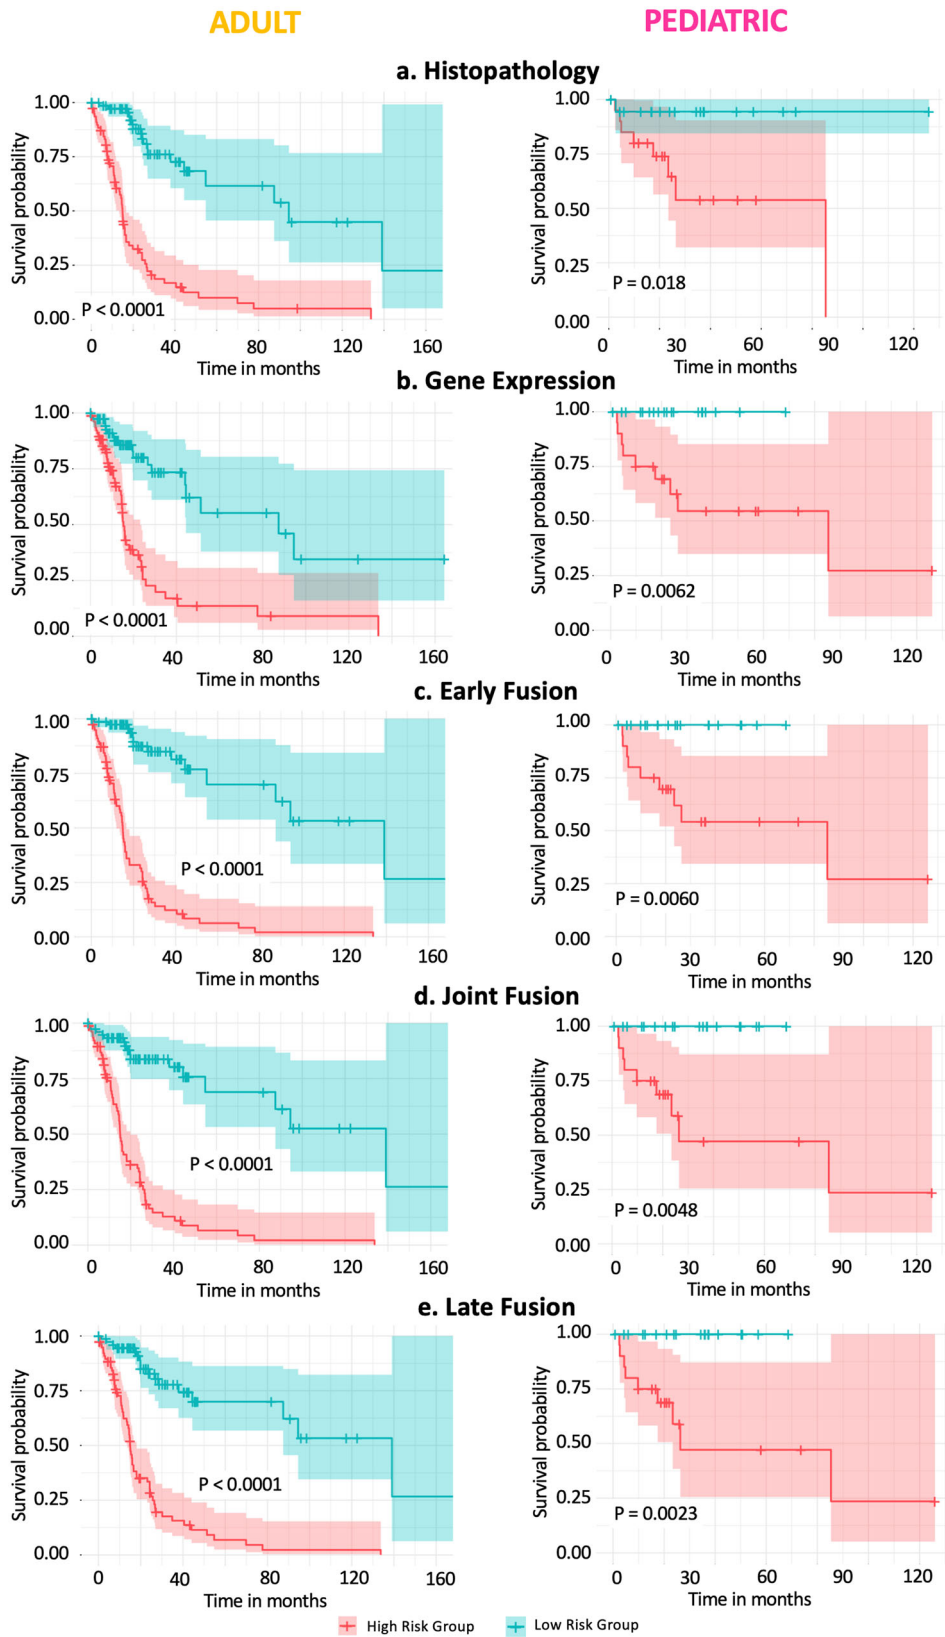 ADULT PEDIATRIC
a. Histopathology
Survival probability
1.00
0.75
0.50
0.25
0.00
P < 0.0001
0 40 80 120 160
Time in months
Survival probability
1.00
0.75
0.50
0.25
0.00
P = 0.018
0 30 60 90 120
Time in months
b. Gene Expression
Survival probability
1.00
0.75
0.50
0.25
0.00
P < 0.0001
0 40 80 120 160
Time in months
Survival probability
1.00
0.75
0.50
0.25
0.00
P = 0.0062
0 30 60 90 120
Time in months
c. Early Fusion
Survival probability
1.00
0.75
0.50
0.25
0.00
P < 0.0001
0 40 80 120 160
Time in months
Survival probability
1.00
0.75
0.50
0.25
0.00
P = 0.0060
0 30 60 90 120
Time in months
d. Joint Fusion
Survival probability
1.00
0.75
0.50
0.25
0.00
P < 0.0001
0 40 80 120 160
Time in months
Survival probability
1.00
0.75
0.50
0.25
0.00
P = 0.0048
0 30 60 90 120
Time in months
e. Late Fusion
Survival probability
1.00
0.75
0.50
0.25
0.00
P < 0.0001
0 40 80 120 160
Time in months
Survival probability
1.00
0.75
0.50
0.25
0.00
P = 0.0023
0 30 60 90 120
Time in months
High Risk Group Low Risk Group